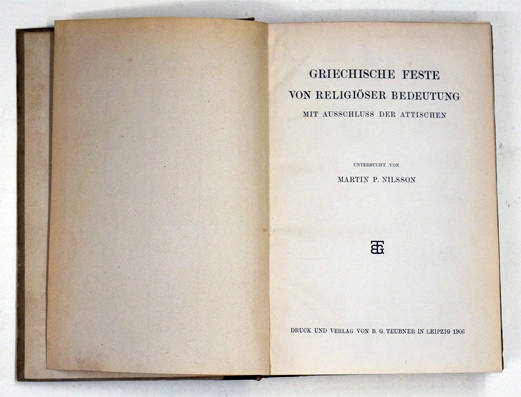 GRIECHISCHE FESTE
VON RELIGIÖSER BEDEUTUNG
MIT AUSSCHLUSS DER ATTISCHEN
UNTERSUCHT VON
MARTIN P. NILSSON
BGT
DRUCK UND VERLAG VON B. G. TEUBNER IN LEIPZIG 1906